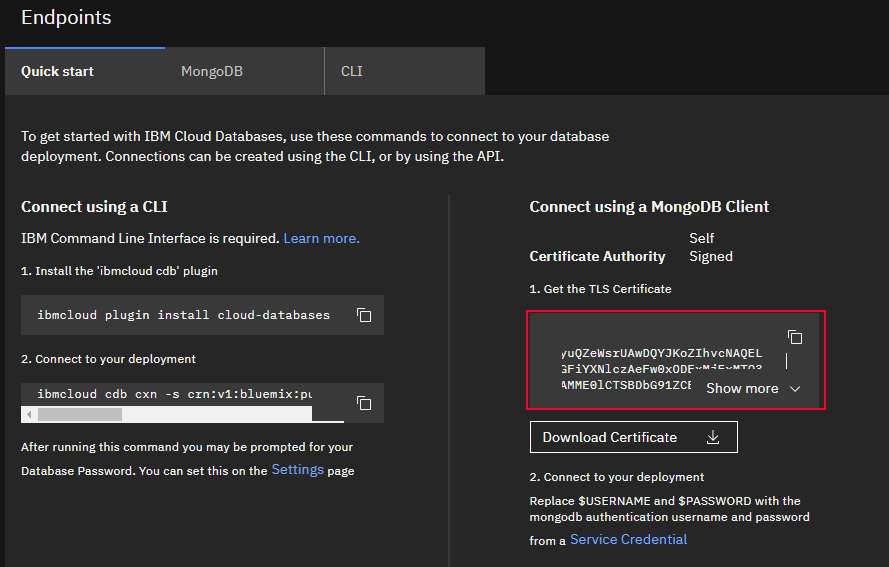 Endpoints
Quick start
MongoDB
CLI
To get started with IBM Cloud Databases, use these commands to connect to your database
deployment. Connections can be created using the CLI, or by using the API.
Connect using a CLI
IBM Command Line Interface is required. Learn more.
1. Install the 'ibmcloud cdb' plugin
ibmcloud plugin install cloud-databases
2. Connect to your deployment
ibmcloud cdb cxn -s crn:v1:bluemix:pu
After running this command you may be prompted for your
Database Password. You can set this on the Settings page
Connect using a MongoDB Client
Certificate Authority
Self
Signed
1. Get the TLS Certificate
yuQZeWsrUAwDQYJKoZIhvcNAQEL
GFiYXNlczAeFw0xODExMjExMTQ3
AMME0lCTSBDbG91ZCB
Show more
Download Certificate
2. Connect to your deployment
Replace $USERNAME and $PASSWORD with the
mongodb authentication username and password
from a Service Credential